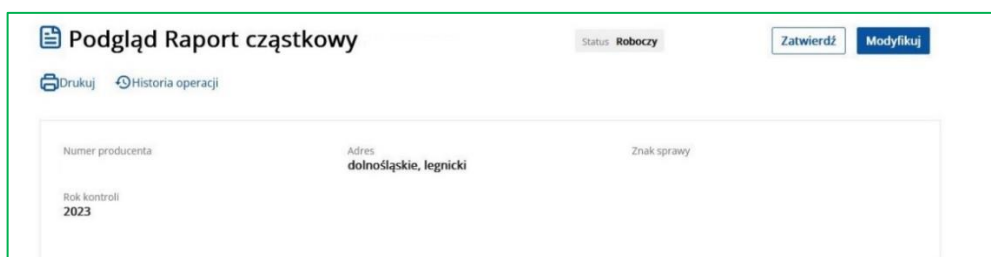 Podgląd Raport cząstkowy
Status Roboczy
Zatwierdź
Modyfikuj
Drukuj
Historia operacji
Numer producenta
Adres
Znak sprawy
dolnośląskie, legnicki
Rok kontroli
2023